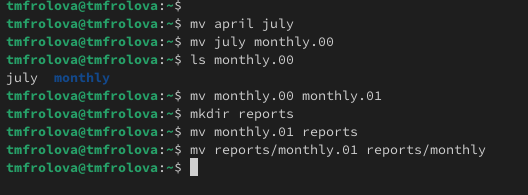 tmfrolova@tmfrolova:~$
tmfrolova@tmfrolova:~$ mv april july
tmfrolova@tmfrolova:~$ mv july monthly.00
tmfrolova@tmfrolova:~$ ls monthly.00
july  monthly
tmfrolova@tmfrolova:~$ mv monthly.00 monthly.01
tmfrolova@tmfrolova:~$ mkdir reports
tmfrolova@tmfrolova:~$ mv monthly.01 reports
tmfrolova@tmfrolova:~$ mv reports/monthly.01 reports/monthly
tmfrolova@tmfrolova:~$